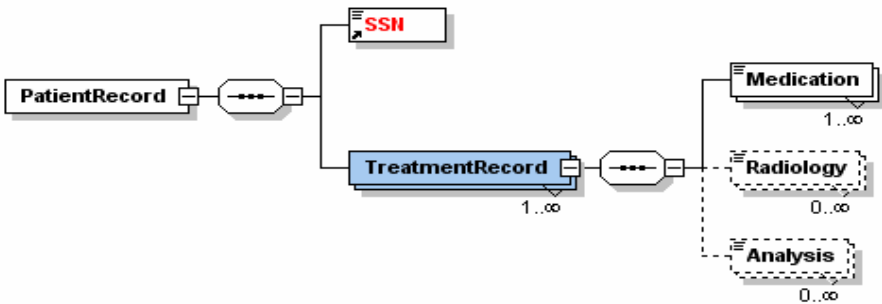 SSN
PatientRecord
Medication
1..∞
TreatmentRecord
1..∞
Radiology
0..∞
Analysis
0..∞